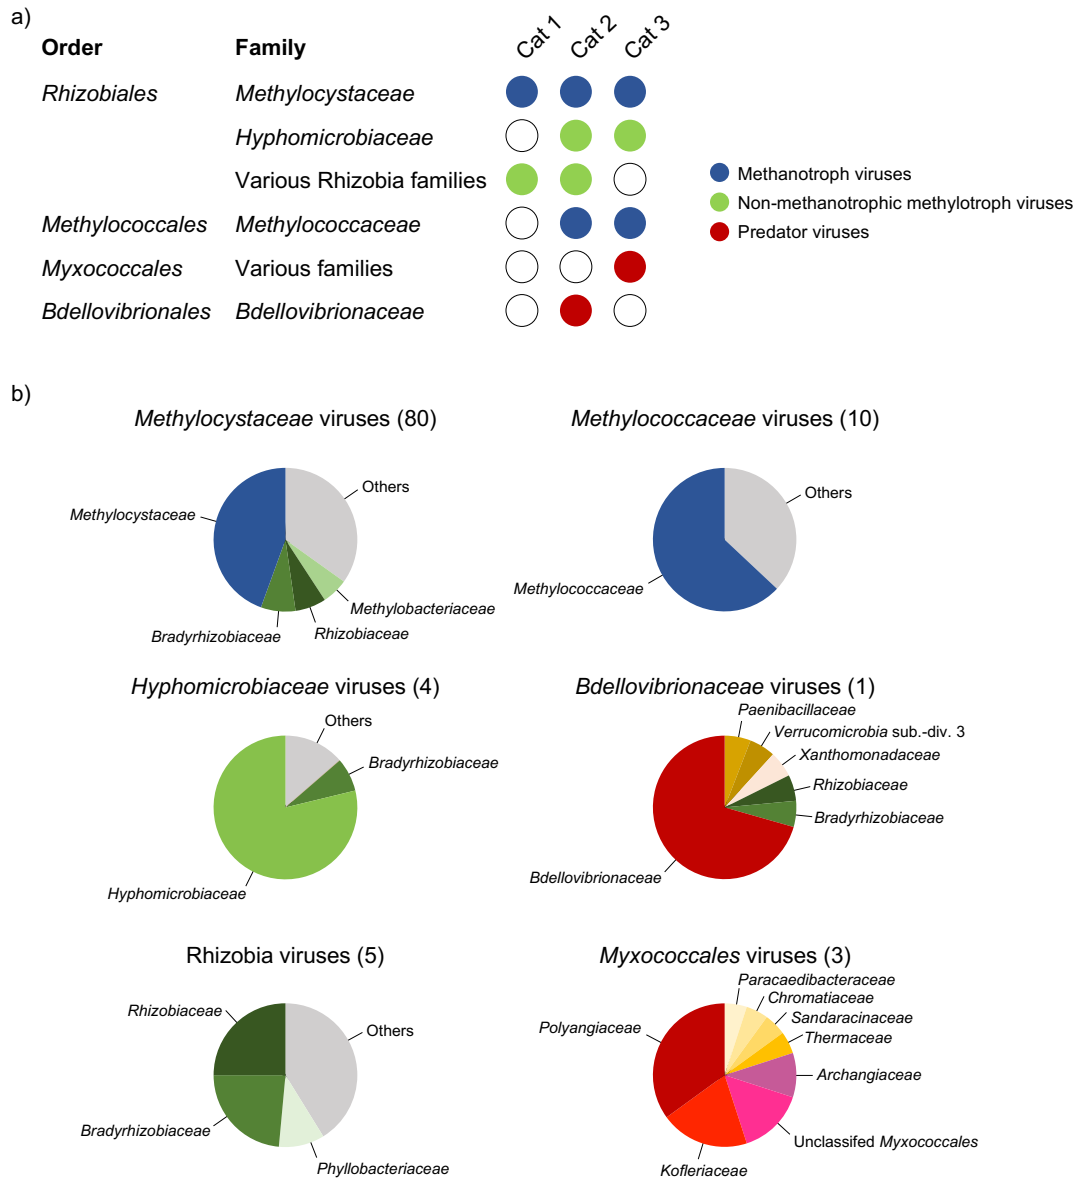 a)
Order Family Cat 1 Cat 2 Cat 3
Rhizobiales Methylocystaceae
Hyphomicrobiaceae
Various Rhizobia families
Methylococcales Methylococcaceae
Myxococcales Various families
Bdellovibrionales Bdellovibrionaceae
Methanotroph viruses
Non-methanotrophic methylotroph viruses
Predator viruses
b)
Methylocystaceae viruses (80)
Others
Methylocystaceae
Methylobacteriaceae
Rhizobiaceae
Bradyrhizobiaceae
Methylococcaceae viruses (10)
Others
Methylococcaceae
Hyphomicrobiaceae viruses (4)
Others
Bradyrhizobiaceae
Hyphomicrobiaceae
Bdellovibrionaceae viruses (1)
Paenibacillaceae
Verrucomicrobia sub.-div. 3
Xanthomonadaceae
Rhizobiaceae
Bradyrhizobiaceae
Bdellovibrionaceae
Rhizobia viruses (5)
Rhizobiaceae
Others
Bradyrhizobiaceae
Phyllobacteriaceae
Myxococcales viruses (3)
Paracaedibacteraceae
Chromatiaceae
Sandaracinaceae
Thermaceae
Polyangiaceae
Archangiaceae
Unclassifed Myxococcales
Kofleriaceae